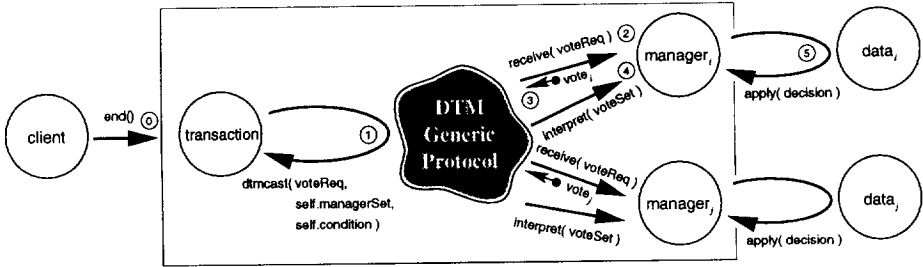 client
end()
0
transaction
1
dtmcast( voteReq,
self.managerSet,
self.condition )
DTM
Generic
Protocol
receive( voteReq )
2
vote_i
3
4
interpret( voteSet )
manager_i
5
data_i
apply( decision )
receive( voteReq )
vote_j
interpret( voteSet )
manager_j
data_j
apply( decision )